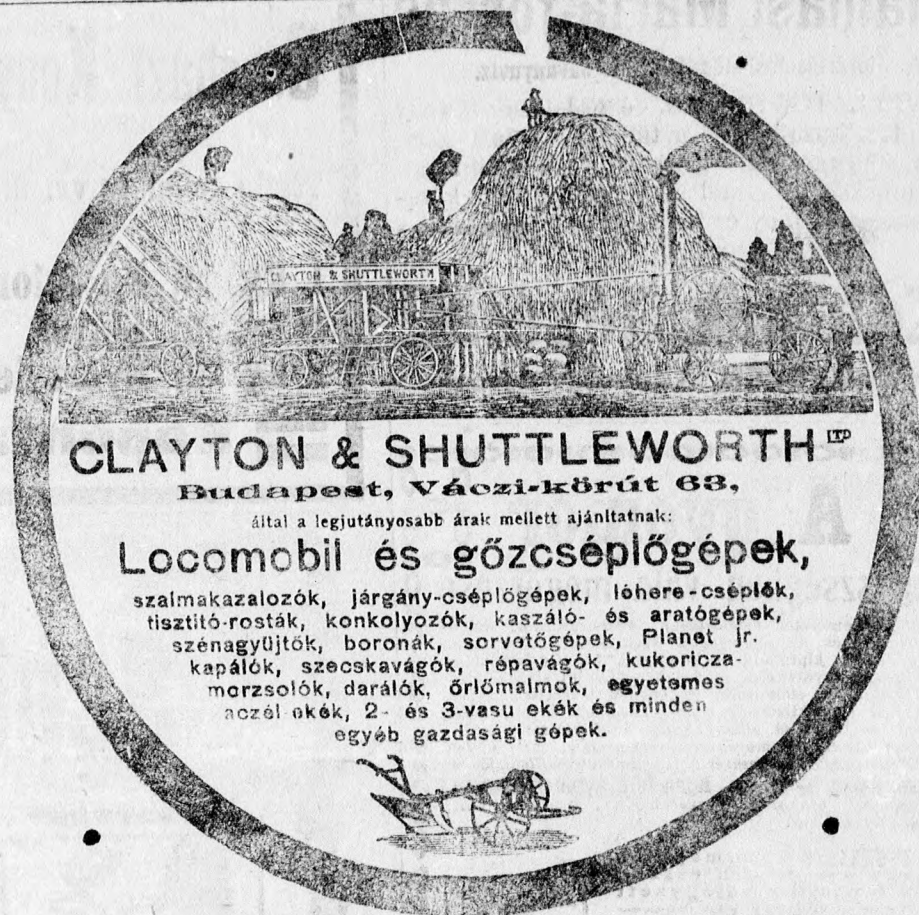 CLAYTON & SHUTTLEWORTH
CLAYTON & SHUTTLEWORTH LTD
Budapest, Váczi-körút 63,
által a legjutányosabb árak mellett ajánltatnak:
Locomobil és gőzcséplőgépek,
szalmakazalozók, járgány-cséplőgépek, lóhere-cséplők,
tisztitó-rosták, konkolyozók, kaszáló- és aratógépek,
szénagyüjtők, boronák, sorvetőgépek, Planet jr.
kapálók, szecskavágók, répavágók, kukoricza-
morzsolók, darálók, őrlőmalmok, egyetemes
aczél-ekék, 2- és 3-vasu ekék és minden
egyéb gazdasági gépek.